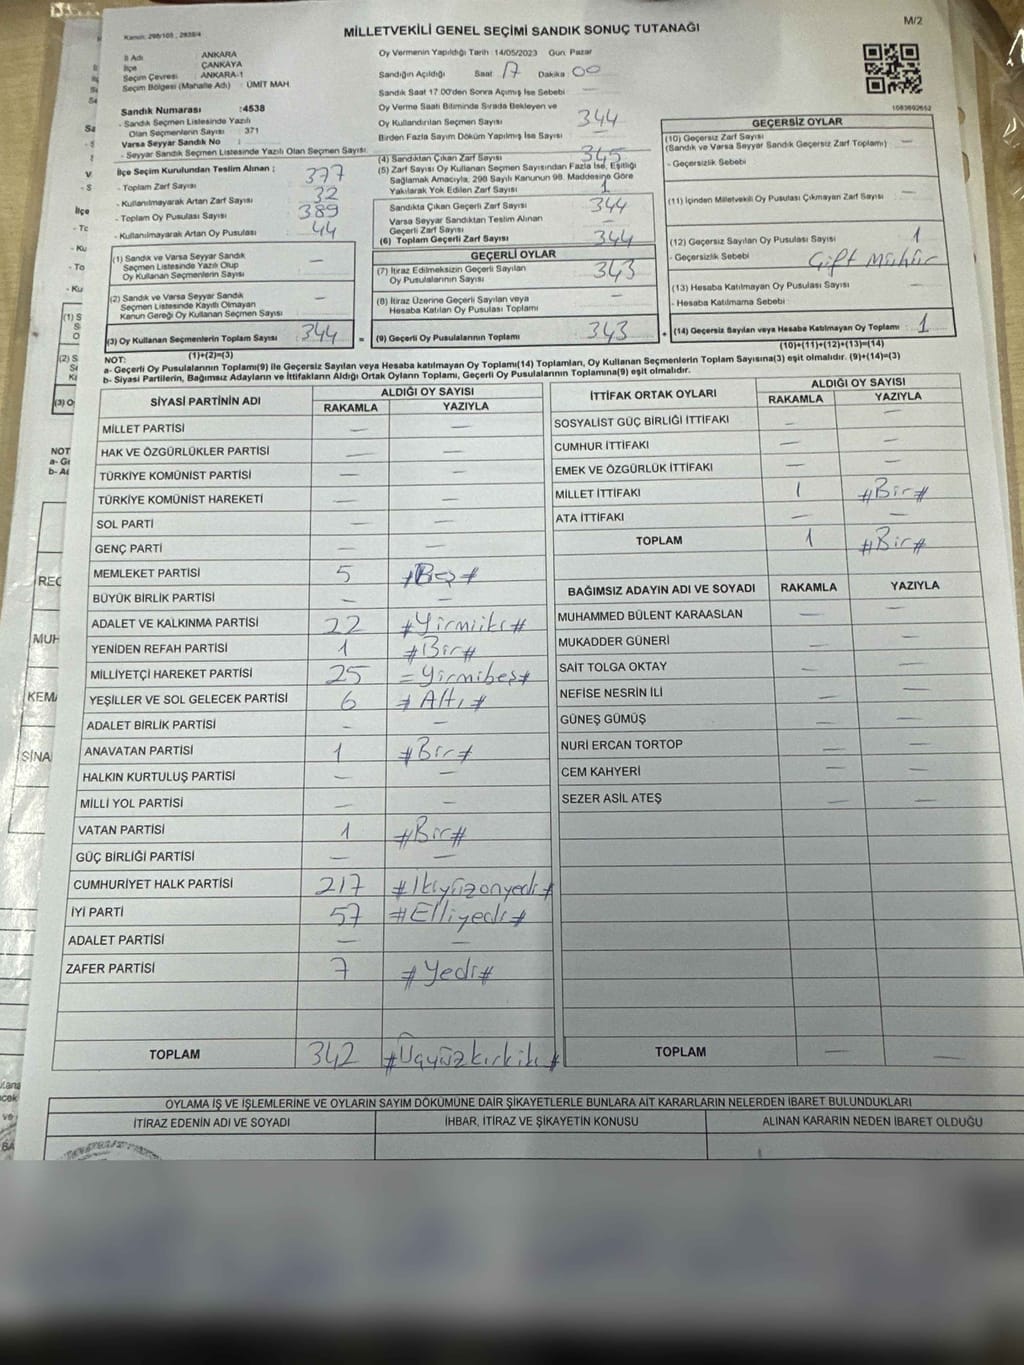 Kanun: 298/105 ; 2839/4
MİLLETVEKİLİ GENEL SEÇİMİ SANDIK SONUÇ TUTANAĞI
M/2
İl Adı ANKARA
İlçe ÇANKAYA
Seçim Çevresi : ANKARA-1
Seçim Bölgesi (Mahalle Adı) : ÜMİT MAH
Sandık Numarası :4538
- Sandık Seçmen Listesinde Yazılı
Olan Seçmenlerin Sayısı : 371
Varsa Seyyar Sandık No
- Seyyar Sandık Seçmen Listesinde Yazılı Olan Seçmen Sayısı:
İlçe Seçim Kurulundan Teslim Alınan ;
- Toplam Zarf Sayısı 377
- Kullanılmayarak Artan Zarf Sayısı 32
- Toplam Oy Pusulası Sayısı 389
- Kullanılmayarak Artan Oy Pusulası 44
(1) Sandık ve Varsa Seyyar Sandık
Seçmen Listesinde Yazılı Olup
Oy Kullanan Seçmenlerin Sayısı —
(2) Sandık ve Varsa Seyyar Sandık
Seçmen Listesinde Kayıtlı Olmayan
Kanun Gereği Oy Kullanan Seçmen Sayısı —
(3) Oy Kullanan Seçmenlerin Toplam Sayısı 344
(1)+(2)=(3)
Oy Vermenin Yapıldığı Tarih : 14/05/2023 Gün: Pazar
Sandığın Açıldığı Saat 17 Dakika 00
Sandık Saat 17.00'den Sonra Açımış İse Sebebi —
Oy Verme Saati Bitiminde Sırada Bekleyen ve
Oy Kullandırılan Seçmen Sayısı 344
Birden Fazla Sayım Döküm Yapılmış İse Sayısı —
(4) Sandıktan Çıkan Zarf Sayısı 345
(5) Zarf Sayısı Oy Kullanan Seçmen Sayısından Fazla İse, Eşitliği
Sağlamak Amacıyla, 298 Sayılı Kanunun 98. Maddesine Göre
Yakılarak Yok Edilen Zarf Sayısı 1
Sandıkta Çıkan Geçerli Zarf Sayısı 344
Varsa Seyyar Sandıktan Teslim Alınan
Geçerli Zarf Sayısı —
(6) Toplam Geçerli Zarf Sayısı 344
GEÇERLİ OYLAR
(7) İtiraz Edilmeksizin Geçerli Sayılan
Oy Pusulalarının Sayısı 343
(8) İtiraz Üzerine Geçerli Sayılan veya
Hesaba Katılan Oy Pusulası Toplamı —
= (9) Geçerli Oy Pusulalarının Toplamı 343
1083692652
GEÇERSİZ OYLAR
(10) Geçersiz Zarf Sayısı
(Sandık ve Varsa Seyyar Sandık Geçersiz Zarf Toplamı) —
- Geçersizlik Sebebi
(11) İçinden Milletvekili Oy Pusulası Çıkmayan Zarf Sayısı —
(12) Geçersiz Sayılan Oy Pusulası Sayısı 1
- Geçersizlik Sebebi Çift Mühür
(13) Hesaba Katılmayan Oy Pusulası Sayısı —
- Hesaba Katılmama Sebebi
+ (14) Geçersiz Sayılan veya Hesaba Katılmayan Oy Toplamı 1
(10)+(11)+(12)+(13)=(14)
NOT:
a- Geçerli Oy Pusulalarının Toplamı(9) ile Geçersiz Sayılan veya Hesaba katılmayan Oy Toplamı(14) Toplamları, Oy Kullanan Seçmenlerin Toplam Sayısına(3) eşit olmalıdır. (9)+(14)=(3)
b- Siyasi Partilerin, Bağımsız Adayların ve İttifakların Aldığı Ortak Oyların Toplamı, Geçerli Oy Pusulalarının Toplamına(9) eşit olmalıdır.
SİYASİ PARTİNİN ADI ALDIĞI OY SAYISI
RAKAMLA YAZIYLA
MİLLET PARTİSİ — —
HAK VE ÖZGÜRLÜKLER PARTİSİ — —
TÜRKİYE KOMÜNİST PARTİSİ — —
TÜRKİYE KOMÜNİST HAREKETİ — —
SOL PARTİ — —
GENÇ PARTİ — —
MEMLEKET PARTİSİ 5 #Beş#
BÜYÜK BİRLİK PARTİSİ — —
ADALET VE KALKINMA PARTİSİ 22 #Yirmiiki#
YENİDEN REFAH PARTİSİ 1 #Bir#
MİLLİYETÇİ HAREKET PARTİSİ 25 =Yirmibeş#
YEŞİLLER VE SOL GELECEK PARTİSİ 6 #Altı#
ADALET BİRLİK PARTİSİ — —
ANAVATAN PARTİSİ 1 #Bir#
HALKIN KURTULUŞ PARTİSİ — —
MİLLİ YOL PARTİSİ — —
VATAN PARTİSİ 1 #Bir#
GÜÇ BİRLİĞİ PARTİSİ — —
CUMHURİYET HALK PARTİSİ 217 #İkiyüzonyedi#
İYİ PARTİ 57 #Elliyedi#
ADALET PARTİSİ — —
ZAFER PARTİSİ 7 #Yedi#
TOPLAM 342 #Üçyüzkırkiki#
İTTİFAK ORTAK OYLARI ALDIĞI OY SAYISI
RAKAMLA YAZIYLA
SOSYALİST GÜÇ BİRLİĞİ İTTİFAKI — —
CUMHUR İTTİFAKI — —
EMEK VE ÖZGÜRLÜK İTTİFAKI — —
MİLLET İTTİFAKI 1 #Bir#
ATA İTTİFAKI — —
TOPLAM 1 #Bir#
BAĞIMSIZ ADAYIN ADI VE SOYADI RAKAMLA YAZIYLA
MUHAMMED BÜLENT KARAASLAN — —
MUKADDER GÜNERİ — —
SAİT TOLGA OKTAY — —
NEFİSE NESRİN İLİ — —
GÜNEŞ GÜMÜŞ — —
NURİ ERCAN TORTOP — —
CEM KAHYERİ — —
SEZER ASİL ATEŞ — —
TOPLAM — —
OYLAMA İŞ VE İŞLEMLERİNE VE OYLARIN SAYIM DÖKÜMÜNE DAİR ŞİKAYETLERLE BUNLARA AİT KARARLARIN NELERDEN İBARET BULUNDUKLARI
İTİRAZ EDENİN ADI VE SOYADI İHBAR, İTİRAZ VE ŞİKAYETİN KONUSU ALINAN KARARIN NEDEN İBARET OLDUĞU